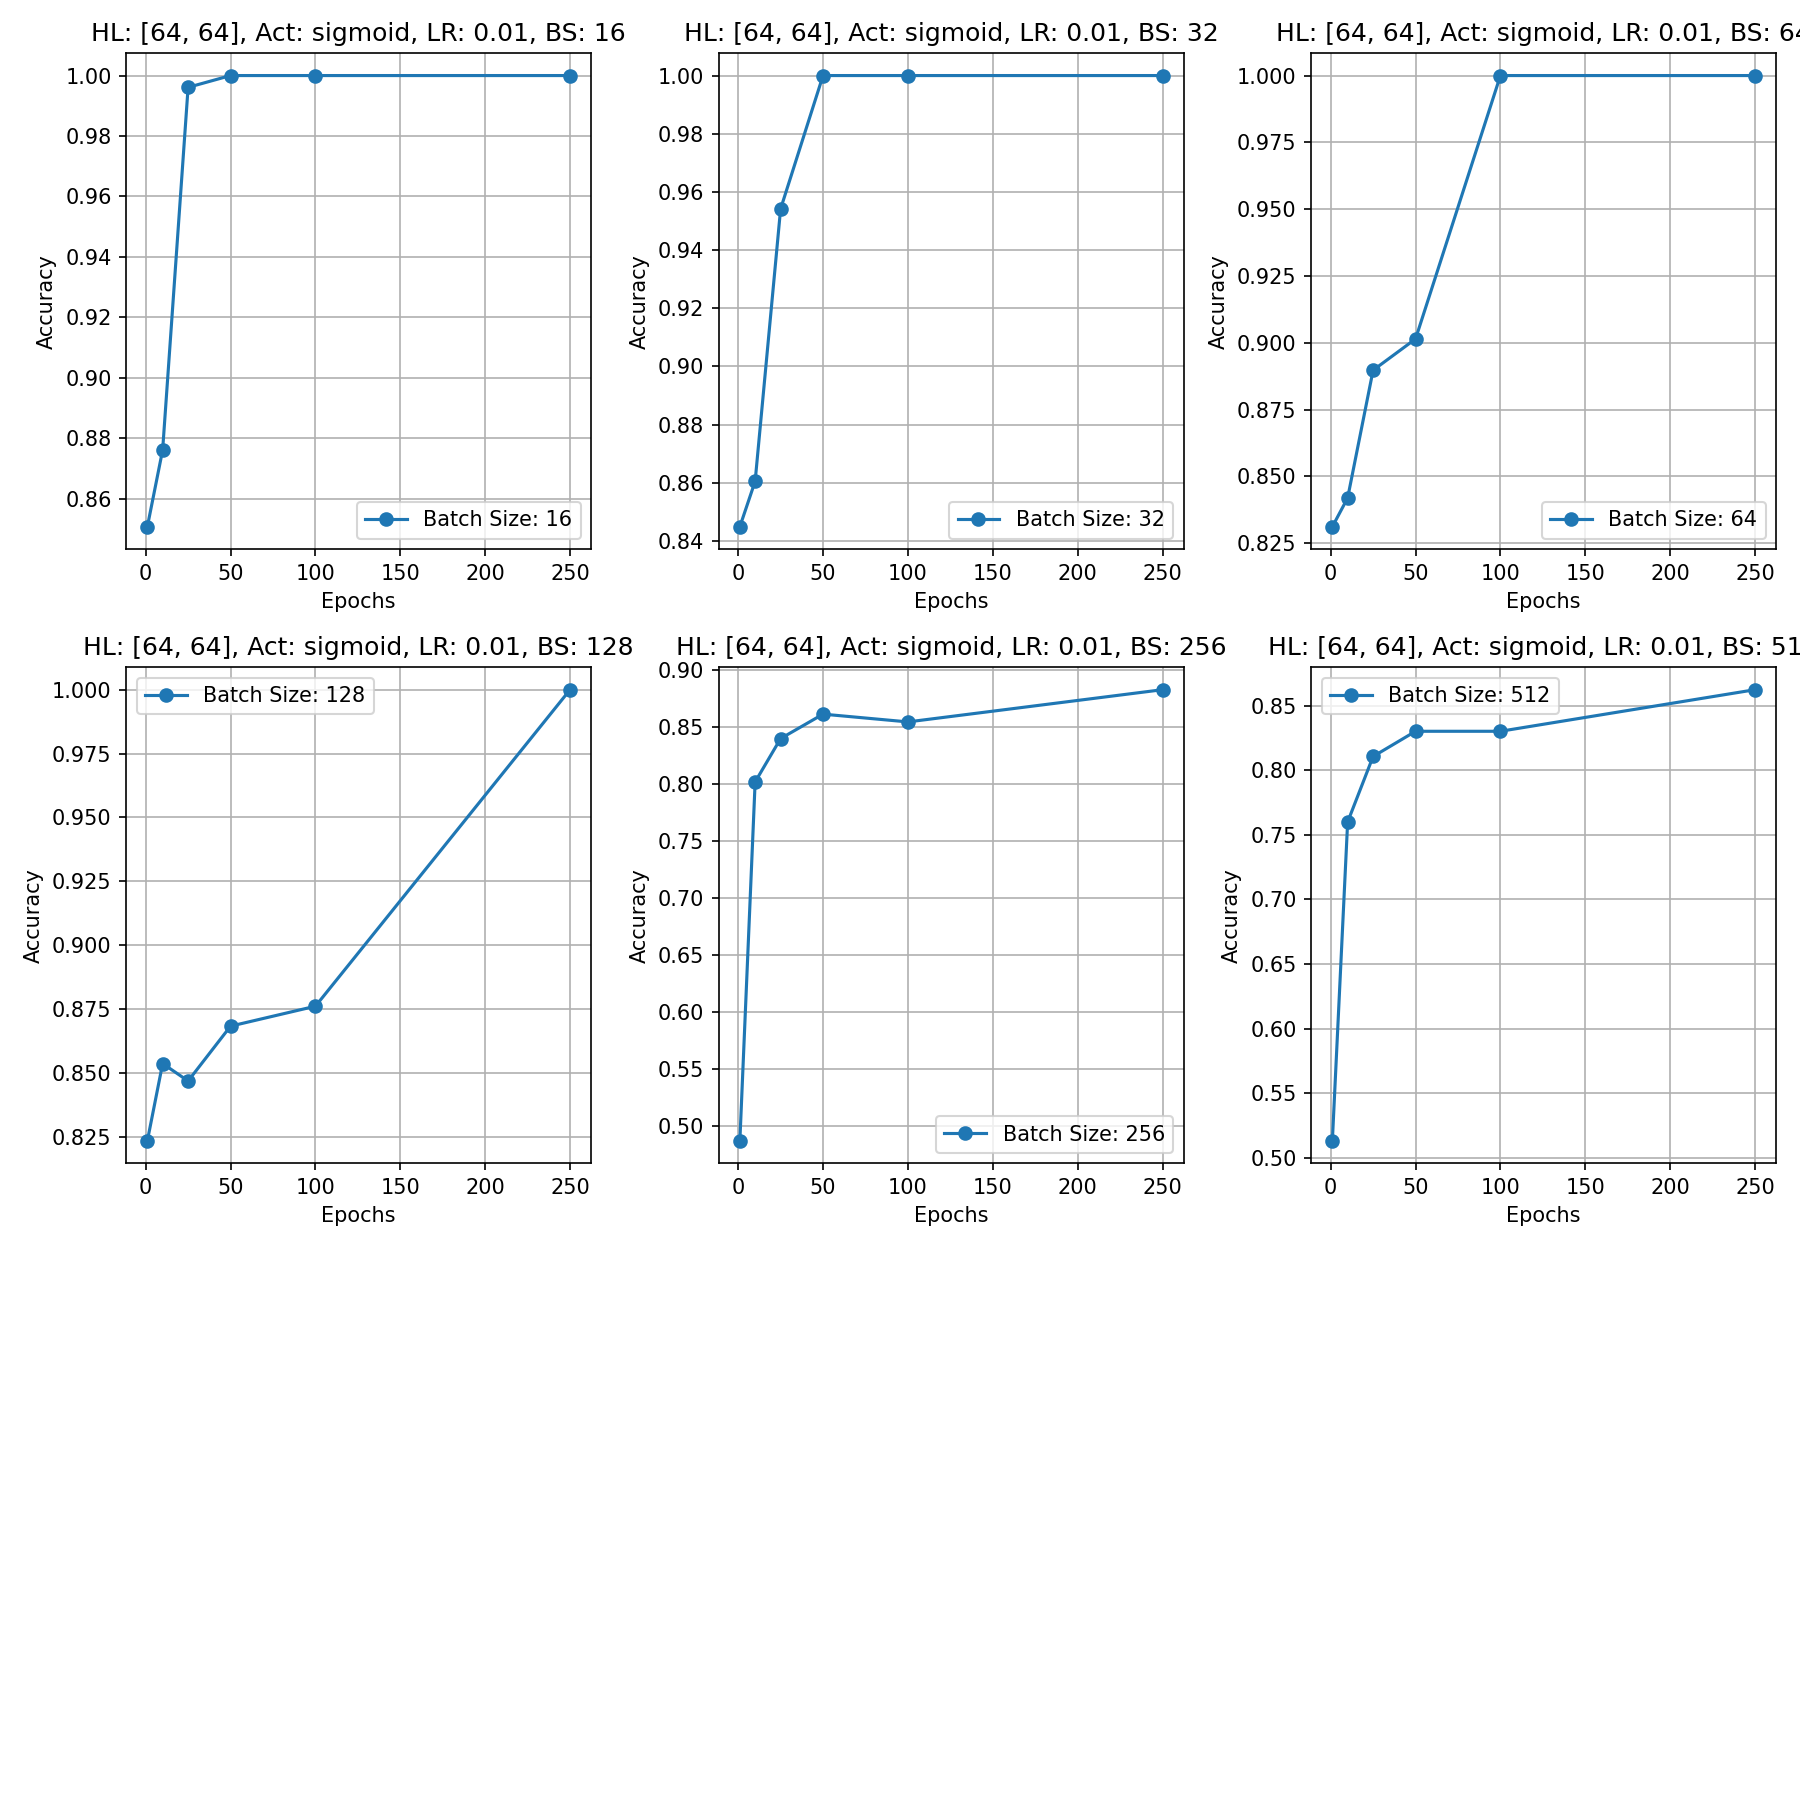 HL: [64, 64], Act: sigmoid, LR: 0.01, BS: 16
1.00
0.98
0.96
0.94
0.92
0.90
0.88
0.86
Accuracy
Batch Size: 16
0 50 100 150 200 250
Epochs
HL: [64, 64], Act: sigmoid, LR: 0.01, BS: 32
1.00
0.98
0.96
0.94
0.92
0.90
0.88
0.86
0.84
Accuracy
Batch Size: 32
0 50 100 150 200 250
Epochs
HL: [64, 64], Act: sigmoid, LR: 0.01, BS: 64
1.000
0.975
0.950
0.925
0.900
0.875
0.850
0.825
Accuracy
Batch Size: 64
0 50 100 150 200 250
Epochs
HL: [64, 64], Act: sigmoid, LR: 0.01, BS: 128
1.000
0.975
0.950
0.925
0.900
0.875
0.850
0.825
Accuracy
Batch Size: 128
0 50 100 150 200 250
Epochs
HL: [64, 64], Act: sigmoid, LR: 0.01, BS: 256
0.90
0.85
0.80
0.75
0.70
0.65
0.60
0.55
0.50
Accuracy
Batch Size: 256
0 50 100 150 200 250
Epochs
HL: [64, 64], Act: sigmoid, LR: 0.01, BS: 51
0.85
0.80
0.75
0.70
0.65
0.60
0.55
0.50
Accuracy
Batch Size: 512
0 50 100 150 200 250
Epochs